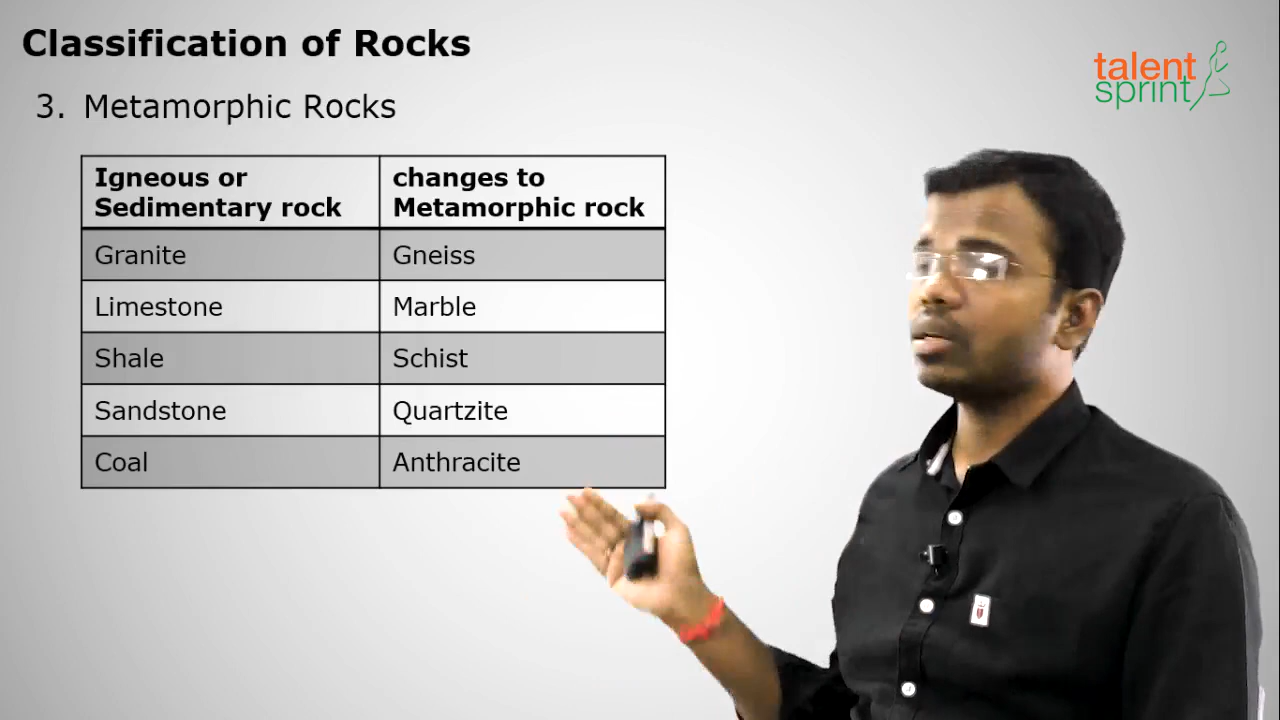 Classification of Rocks
talent
sprint
3. Metamorphic Rocks
Igneous or
Sedimentary rock
changes to
Metamorphic rock
Granite
Gneiss
Limestone
Marble
Shale
Schist
Sandstone
Quartzite
Coal
Anthracite